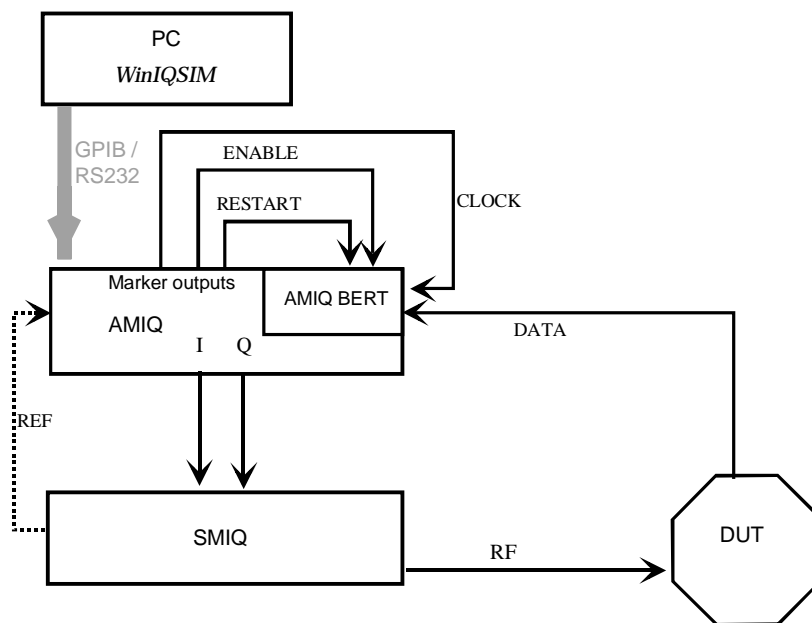 PC
WinIQSIM
GPIB /
RS232
ENABLE
RESTART
CLOCK
Marker outputs
AMIQ BERT
AMIQ
I Q
DATA
REF
SMIQ
RF
DUT